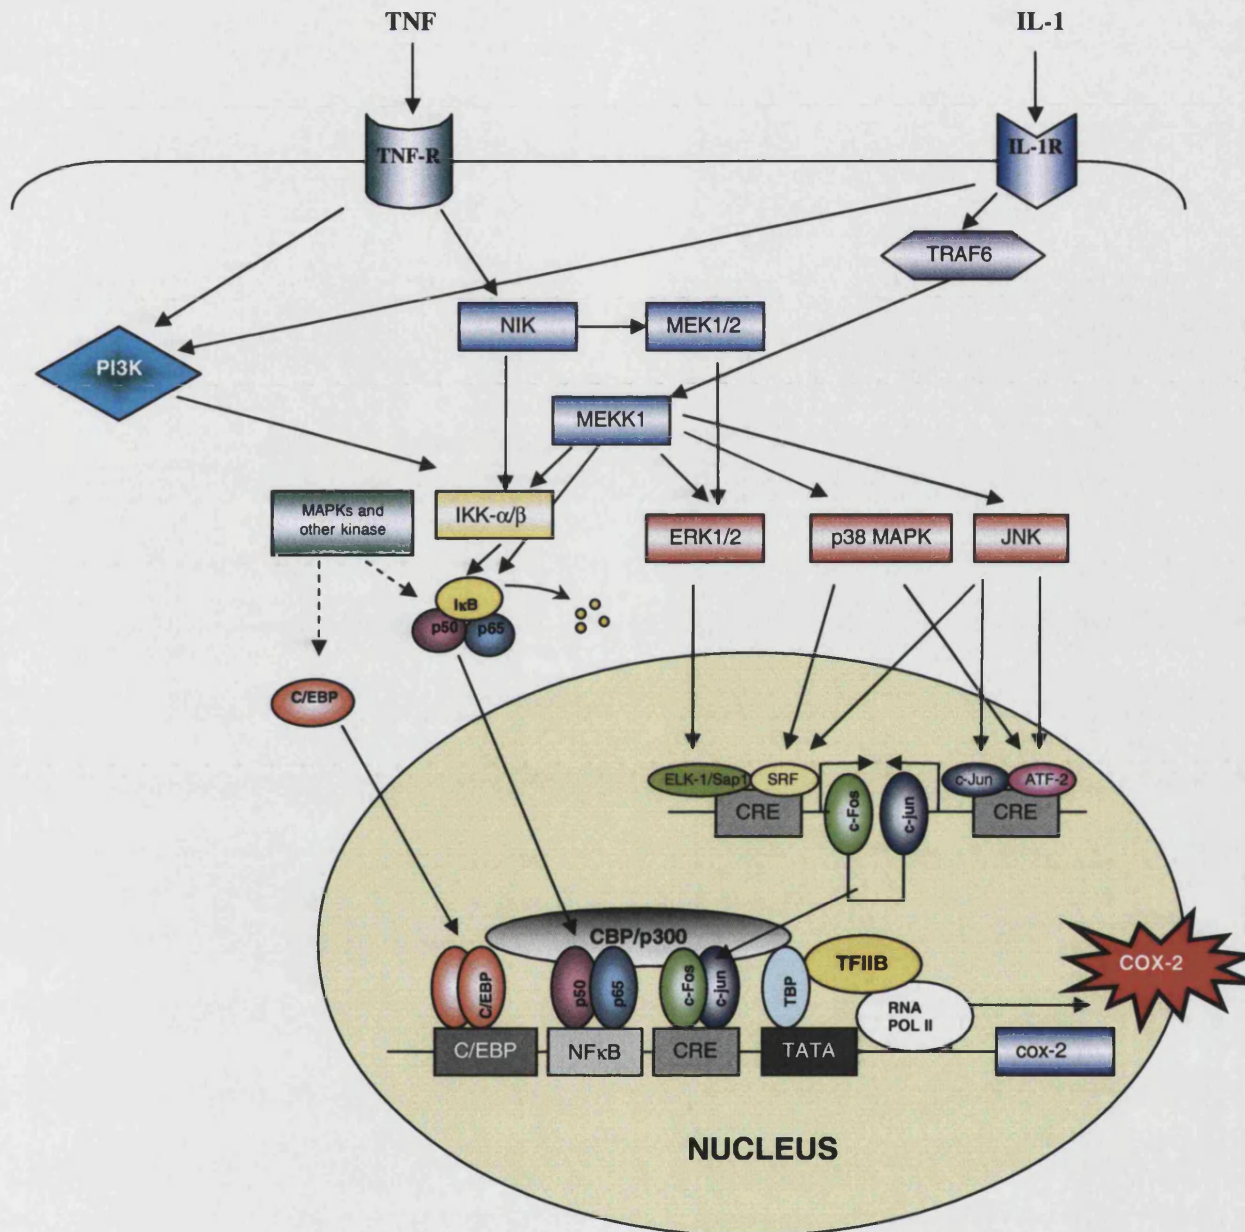 TNF
IL-1
TNF-R
IL-1R
TRAF6
NIK
MEK1/2
PI3K
MEKK1
MAPKs and
other kinase
IKK-α/β
ERK1/2
p38 MAPK
JNK
IκB
p50
p65
C/EBP
ELK-1/Sap1
SRF
c-Jun
ATF-2
CRE
c-Fos
c-jun
CRE
CBP/p300
TFIIB
COX-2
C/EBP
p50
p65
c-Fos
c-jun
TBP
RNA
POL II
C/EBP
NFκB
CRE
TATA
cox-2
NUCLEUS